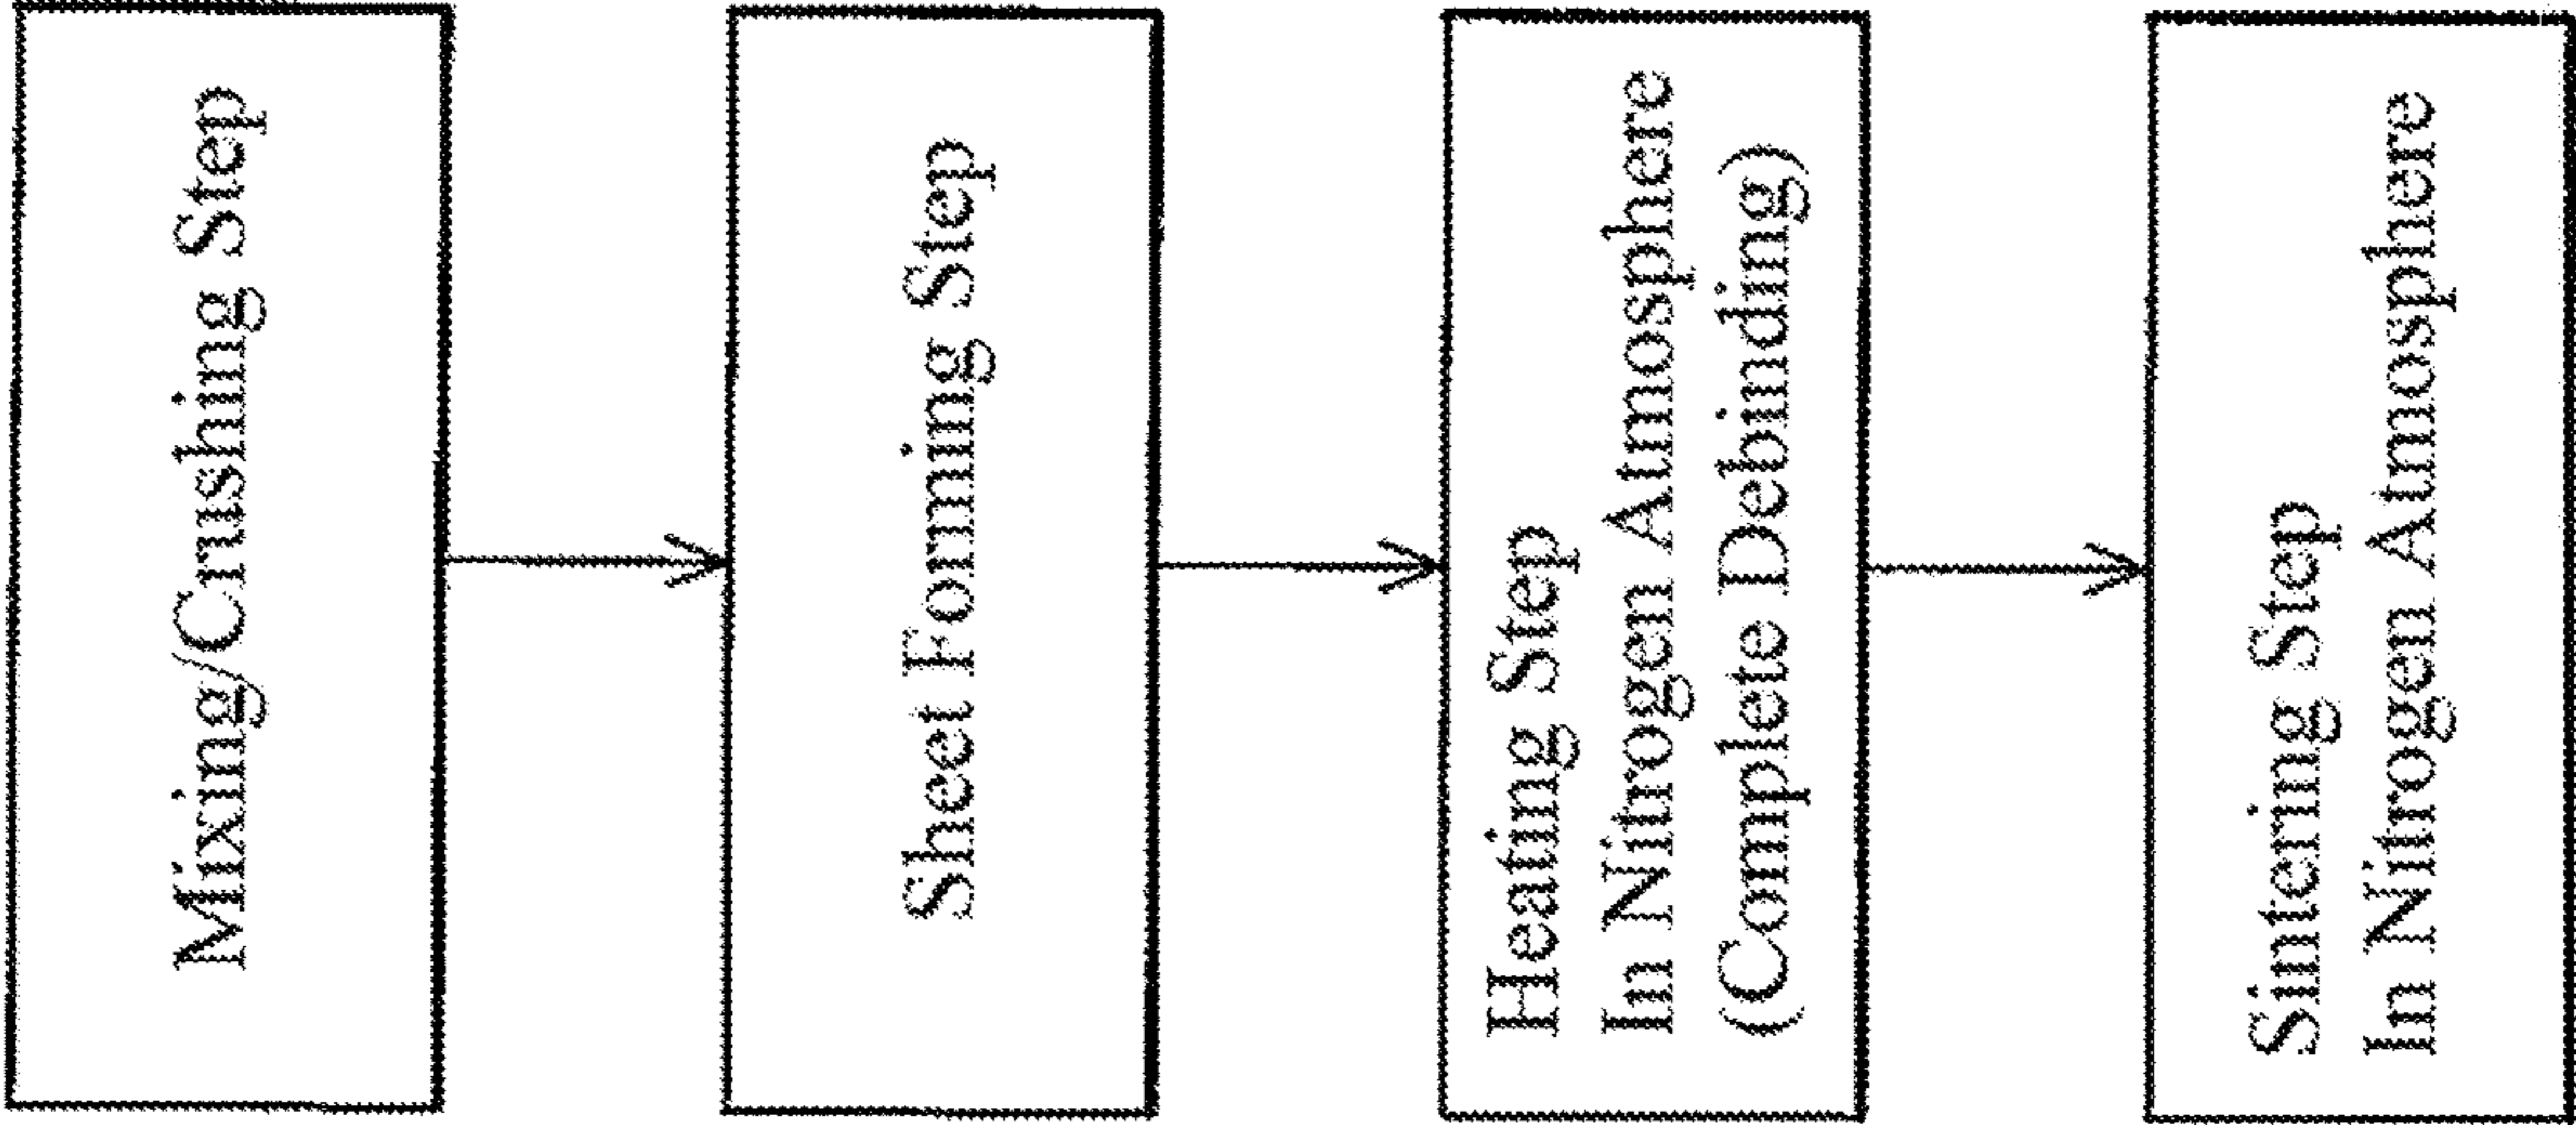 Mixing/Crushing Step
Sheet Forming Step
Heating Step
In Nitrogen Atmosphere
(Complete Debinding)
Sintering Step
In Nitrogen Atmosphere